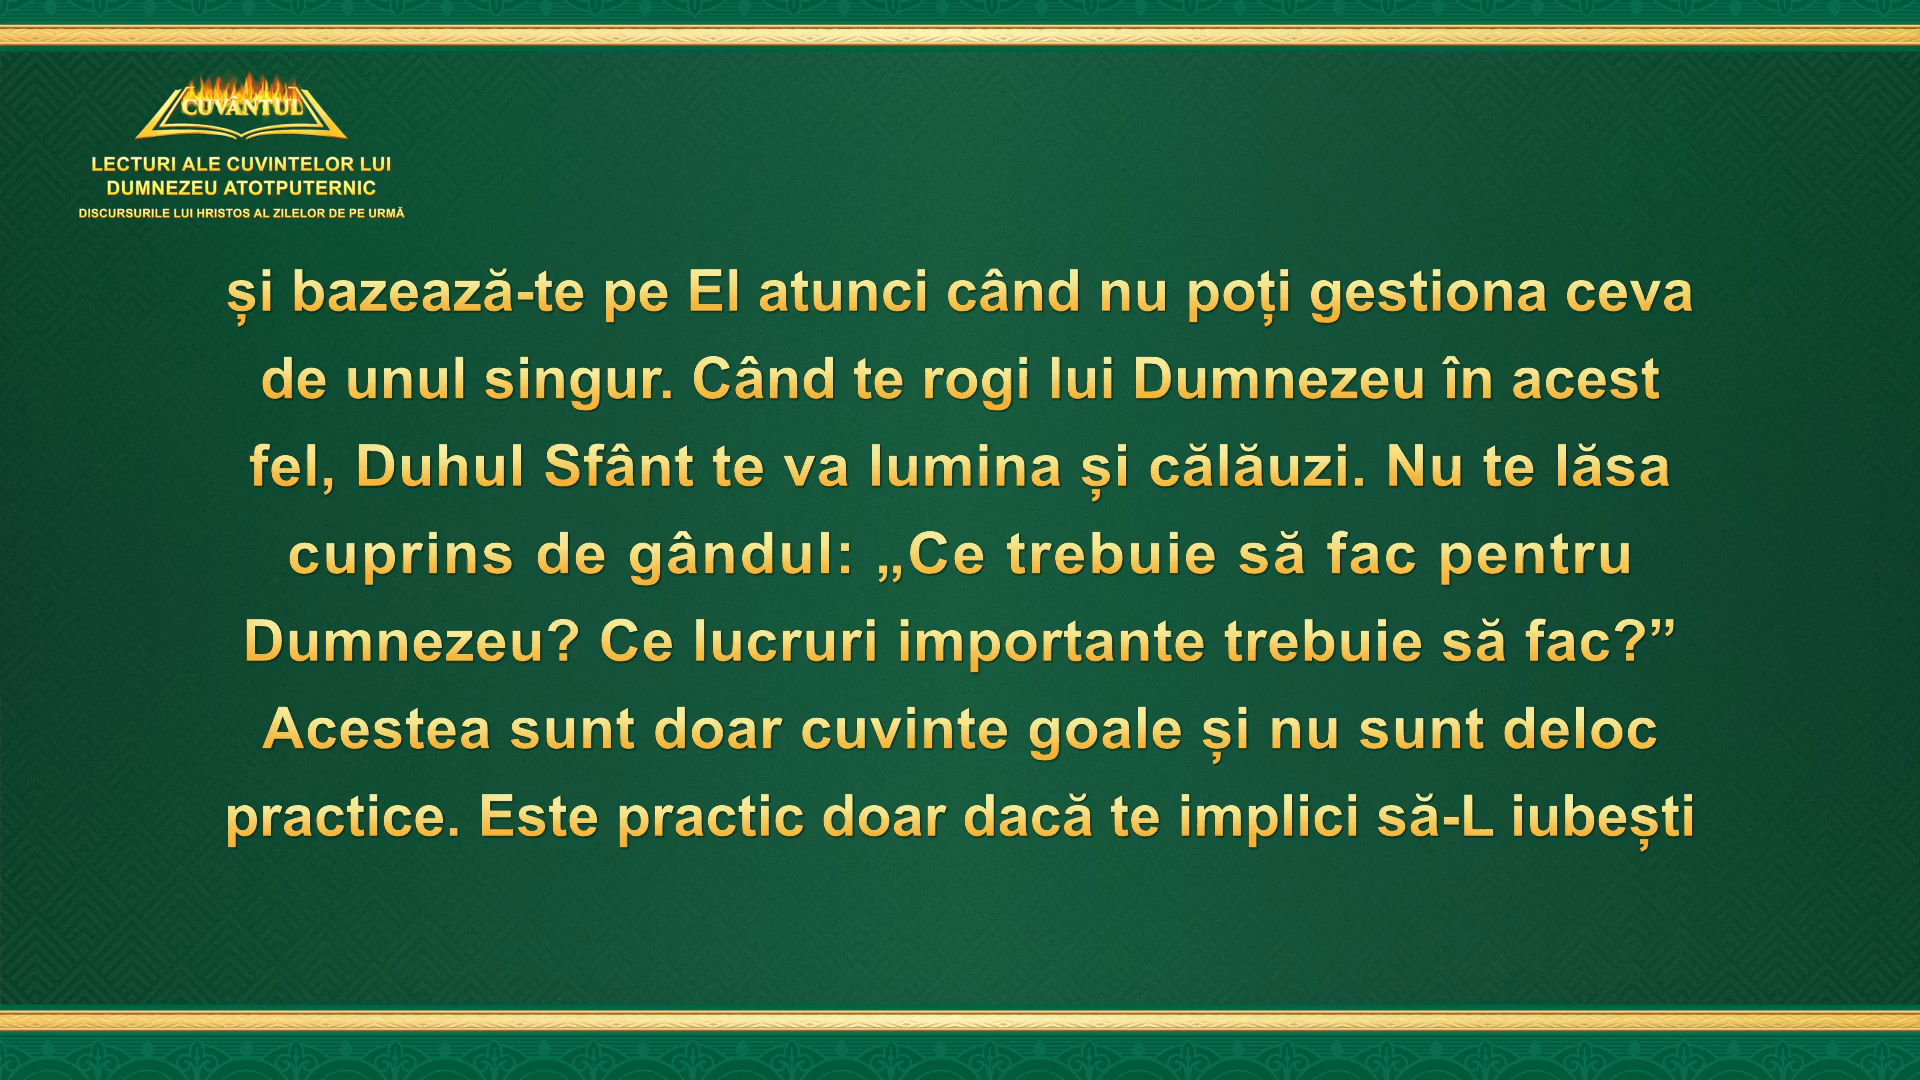 CUVÂNTUL
LECTURI ALE CUVINTELOR LUI
DUMNEZEU ATOTPUTERNIC
DISCURSURILE LUI HRISTOS AL ZILELOR DE PE URMĂ
și bazează-te pe El atunci când nu poți gestiona ceva
de unul singur. Când te rogi lui Dumnezeu în acest
fel, Duhul Sfânt te va lumina și călăuzi. Nu te lăsa
cuprins de gândul: „Ce trebuie să fac pentru
Dumnezeu? Ce lucruri importante trebuie să fac?”
Acestea sunt doar cuvinte goale și nu sunt deloc
practice. Este practic doar dacă te implici să-L iubești